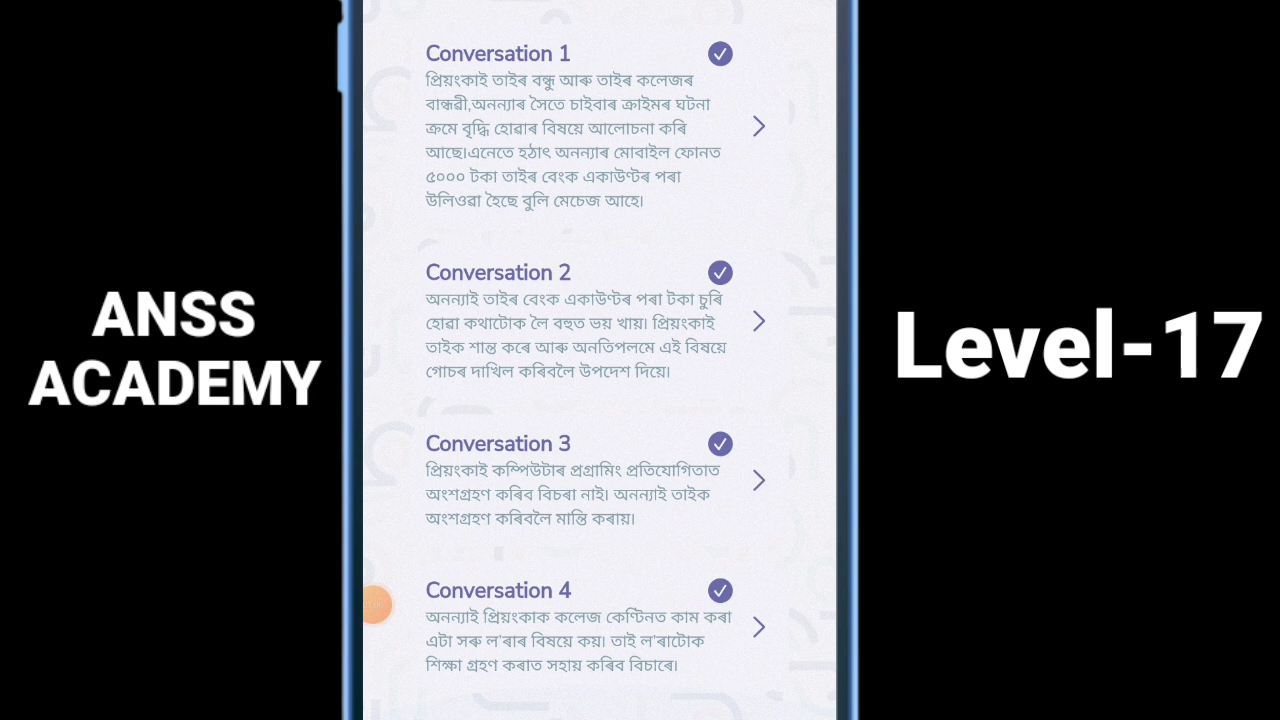 ANSS
ACADEMY
Conversation 1
প্ৰিয়ংকাই তাইৰ বন্ধু আৰু তাইৰ কলেজৰ
বান্ধৱী,অনন্যাৰ সৈতে চাইবাৰ ক্ৰাইমৰ ঘটনা
ক্ৰমে বৃদ্ধি হোৱাৰ বিষয়ে আলোচনা কৰি
আছে।এনেতে হঠাৎ অনন্যাৰ মোবাইল ফোনত
৫০০০ টকা তাইৰ বেংক একাউণ্টৰ পৰা
উলিওৱা হৈছে বুলি মেচেজ আহে।
Conversation 2
অনন্যাই তাইৰ বেংক একাউণ্টৰ পৰা টকা চুৰি
হোৱা কথাটোক লৈ বহুত ভয় খায়। প্ৰিয়ংকাই
তাইক শান্ত কৰে আৰু অনতিপলমে এই বিষয়ে
গোচৰ দাখিল কৰিবলৈ উপদেশ দিয়ে।
Conversation 3
প্ৰিয়ংকাই কম্পিউটাৰ প্ৰগ্ৰামিং প্ৰতিযোগিতাত
অংশগ্ৰহণ কৰিব বিচৰা নাই। অনন্যাই তাইক
অংশগ্ৰহণ কৰিবলৈ মান্তি কৰায়।
Conversation 4
অনন্যাই প্ৰিয়ংকাক কলেজ কেণ্টিনত কাম কৰা
এটা সৰু ল'ৰাৰ বিষয়ে কয়। তাই ল'ৰাটোক
শিক্ষা গ্ৰহণ কৰাত সহায় কৰিব বিচাৰে।
Level-17